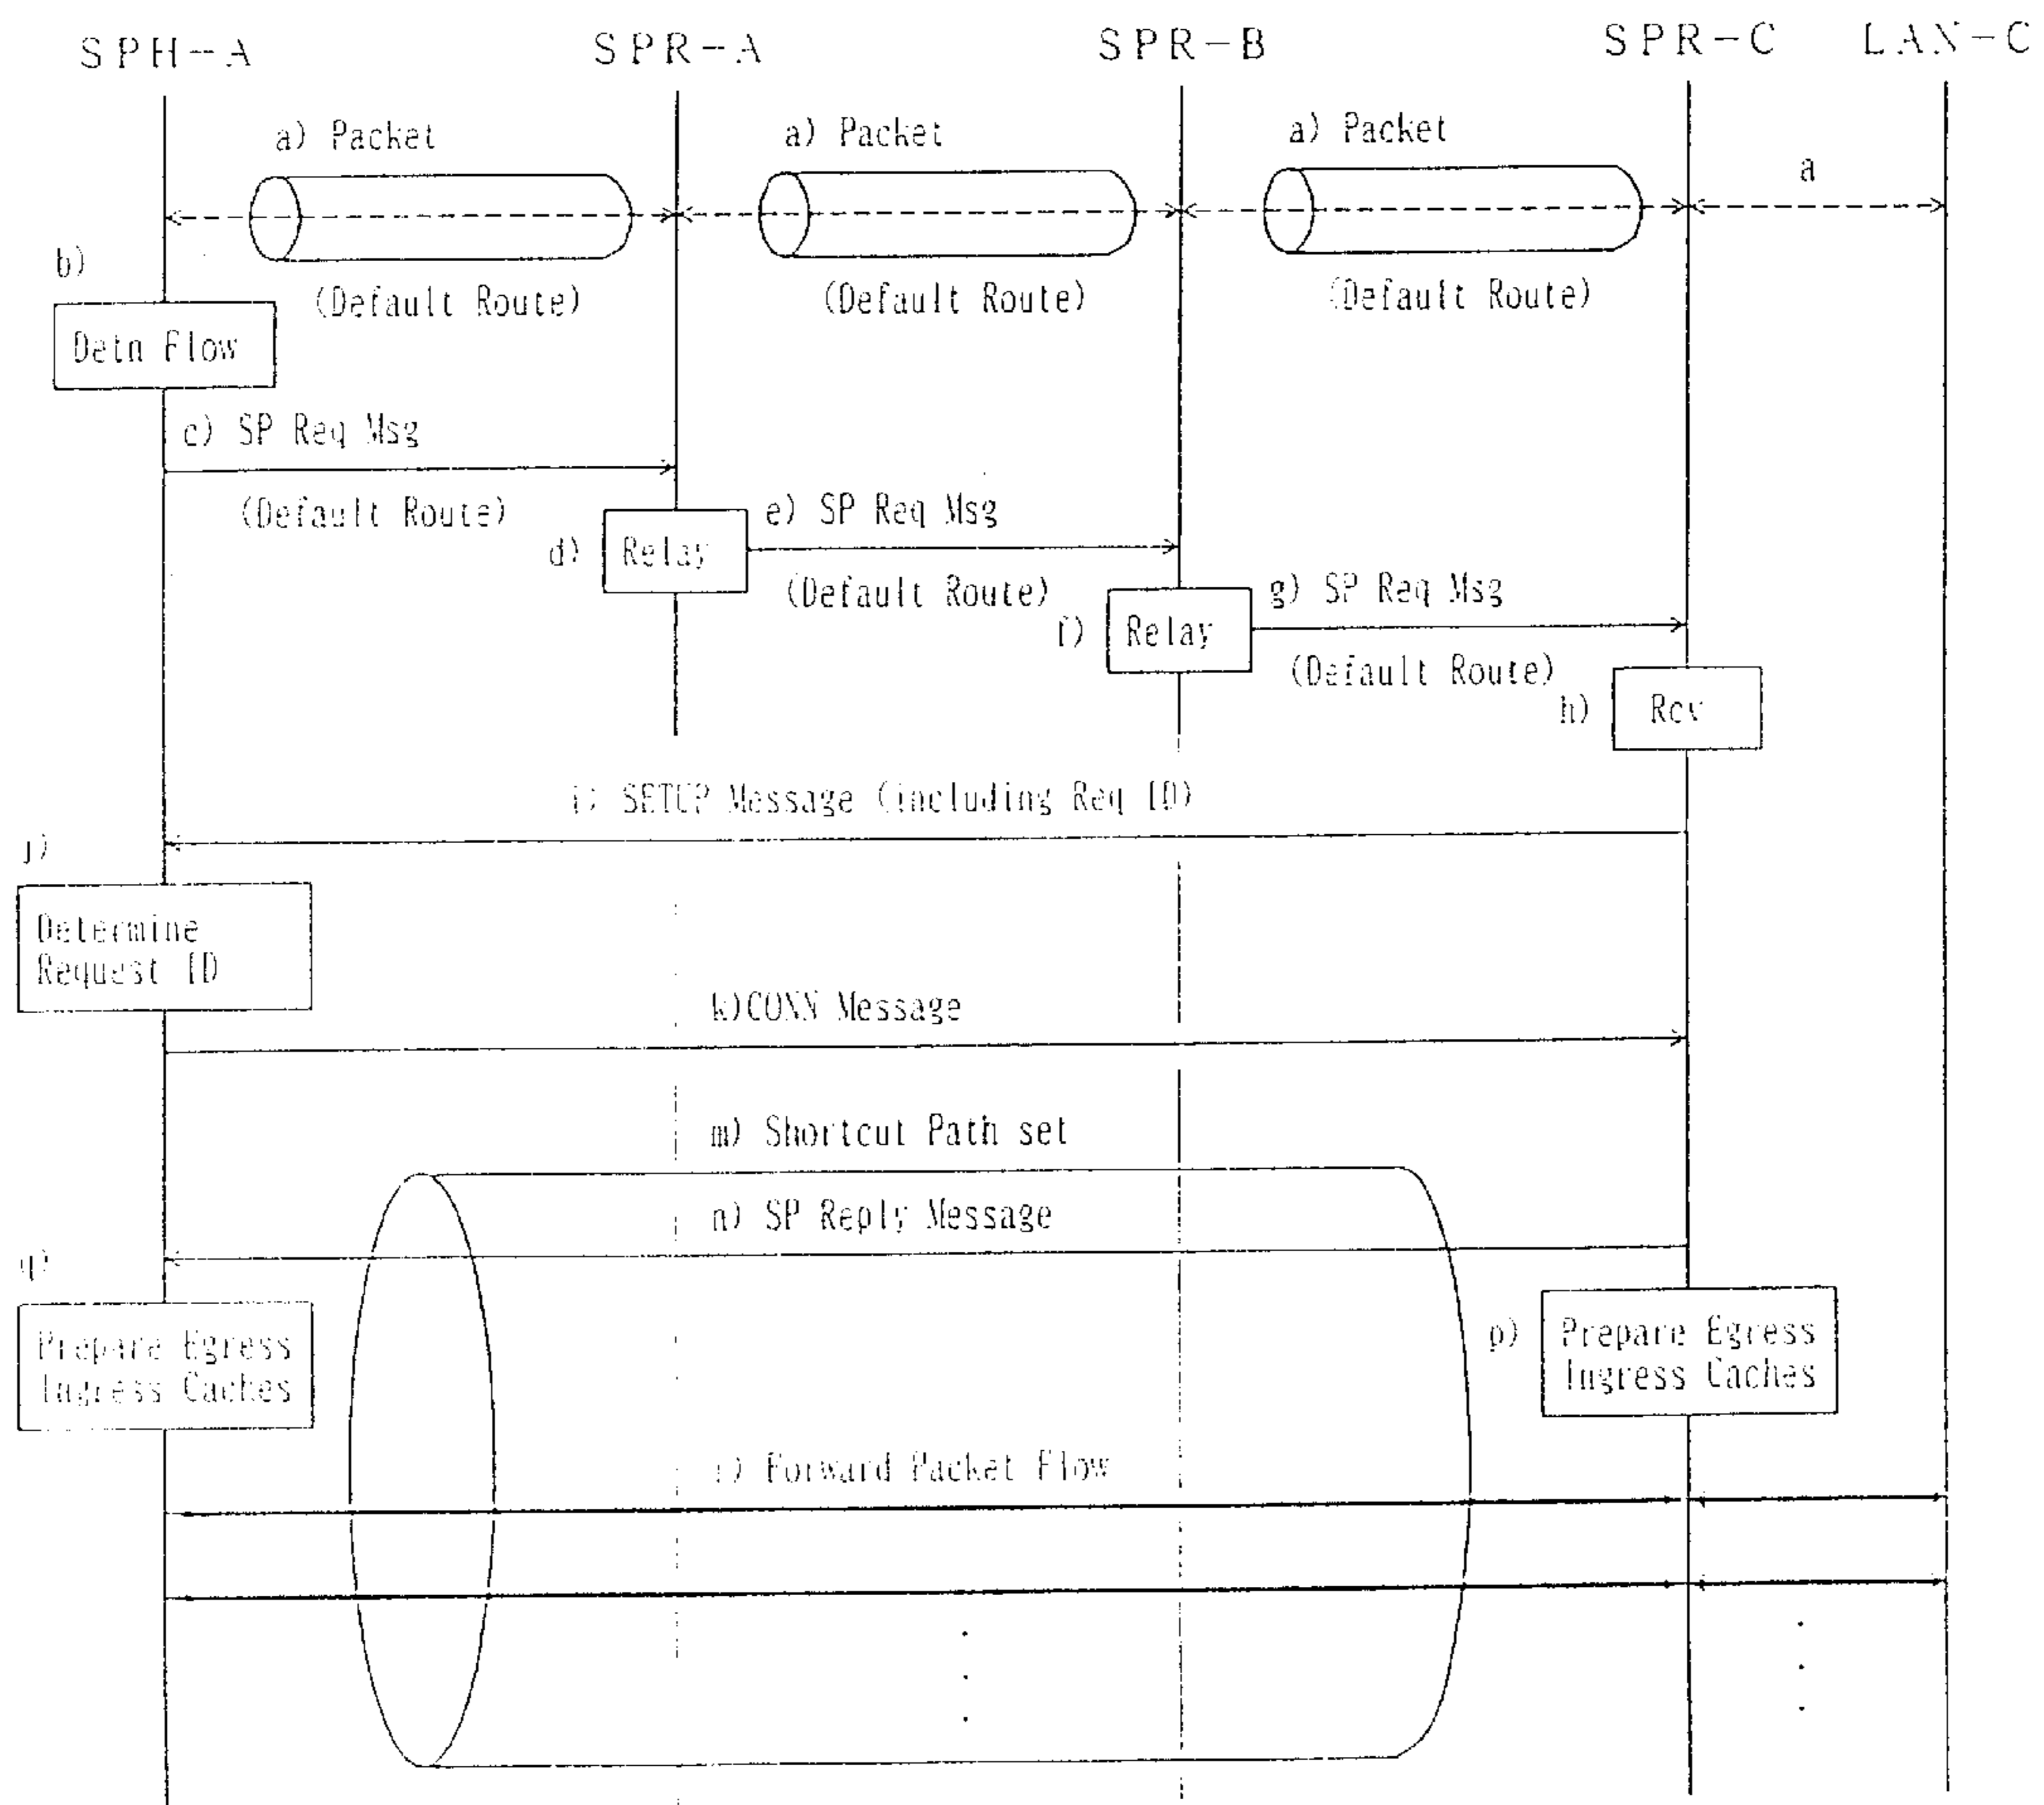 SPH-A SPR-A SPR-B SPR-C LAN-C
a) Packet a) Packet a) Packet a
b)
(Default Route) (Default Route) (Default Route)
Detn Flow
c) SP Req Msg
(Default Route)
d) Relay
e) SP Req Msg
(Default Route)
f) Relay
g) SP Req Msg
(Default Route)
h) Rcv
i) SETUP Message (including Req ID)
j)
Determine
Request ID
k)CONN Message
m) Shortcut Path set
n) SP Reply Message
q)
Prepare Egress
Ingress Caches
p) Prepare Egress
Ingress Caches
r) Forward Packet Flow